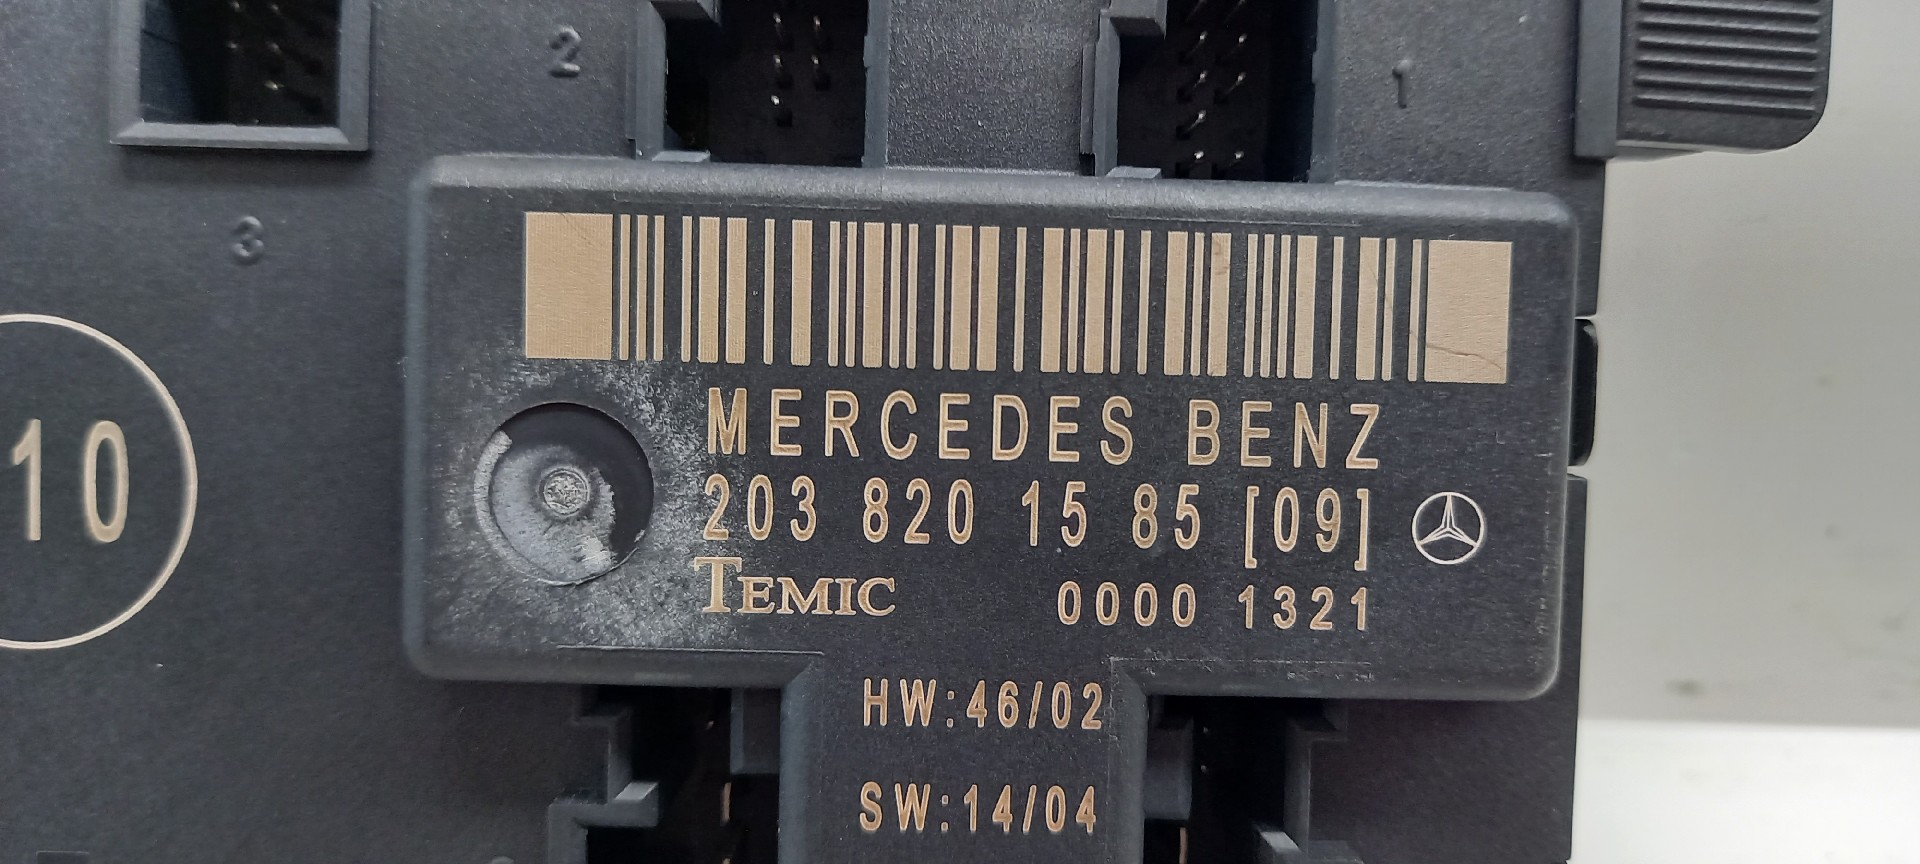 2
1
3
10
MERCEDES BENZ
203 820 15 85 [09]
TEMIC 0000 1321
HW:46/02
SW:14/04